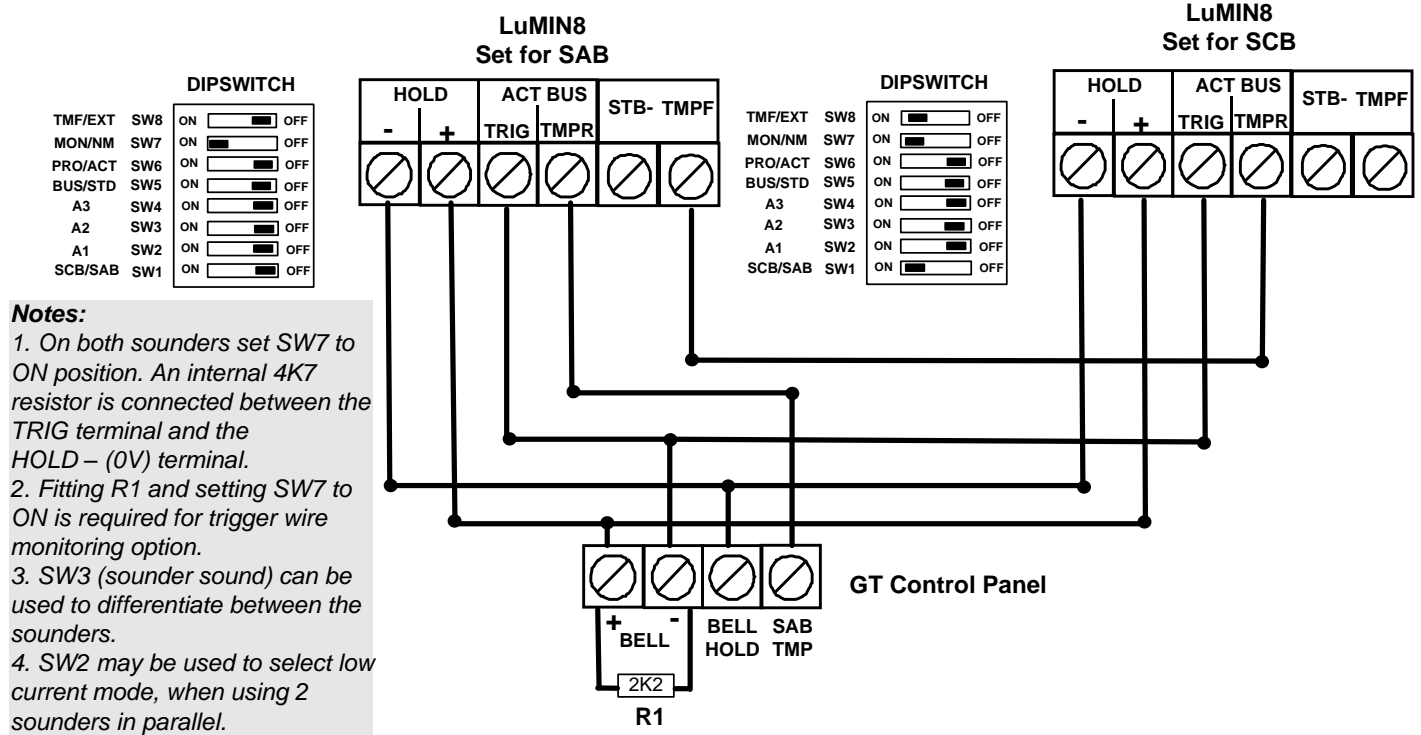 LuMIN8
Set for SAB
DIPSWITCH
TMF/EXT SW8 ON OFF
MON/NM SW7 ON OFF
PRO/ACT SW6 ON OFF
BUS/STD SW5 ON OFF
A3 SW4 ON OFF
A2 SW3 ON OFF
A1 SW2 ON OFF
SCB/SAB SW1 ON OFF
HOLD ACT BUS STB- TMPF
- + TRIG TMPR
LuMIN8
Set for SCB
DIPSWITCH
TMF/EXT SW8 ON OFF
MON/NM SW7 ON OFF
PRO/ACT SW6 ON OFF
BUS/STD SW5 ON OFF
A3 SW4 ON OFF
A2 SW3 ON OFF
A1 SW2 ON OFF
SCB/SAB SW1 ON OFF
HOLD ACT BUS STB- TMPF
- + TRIG TMPR
Notes:
1. On both sounders set SW7 to
ON position. An internal 4K7
resistor is connected between the
TRIG terminal and the
HOLD – (0V) terminal.
2. Fitting R1 and setting SW7 to
ON is required for trigger wire
monitoring option.
3. SW3 (sounder sound) can be
used to differentiate between the
sounders.
4. SW2 may be used to select low
current mode, when using 2
sounders in parallel.
GT Control Panel
+ - BELL SAB
BELL HOLD TMP
2K2
R1